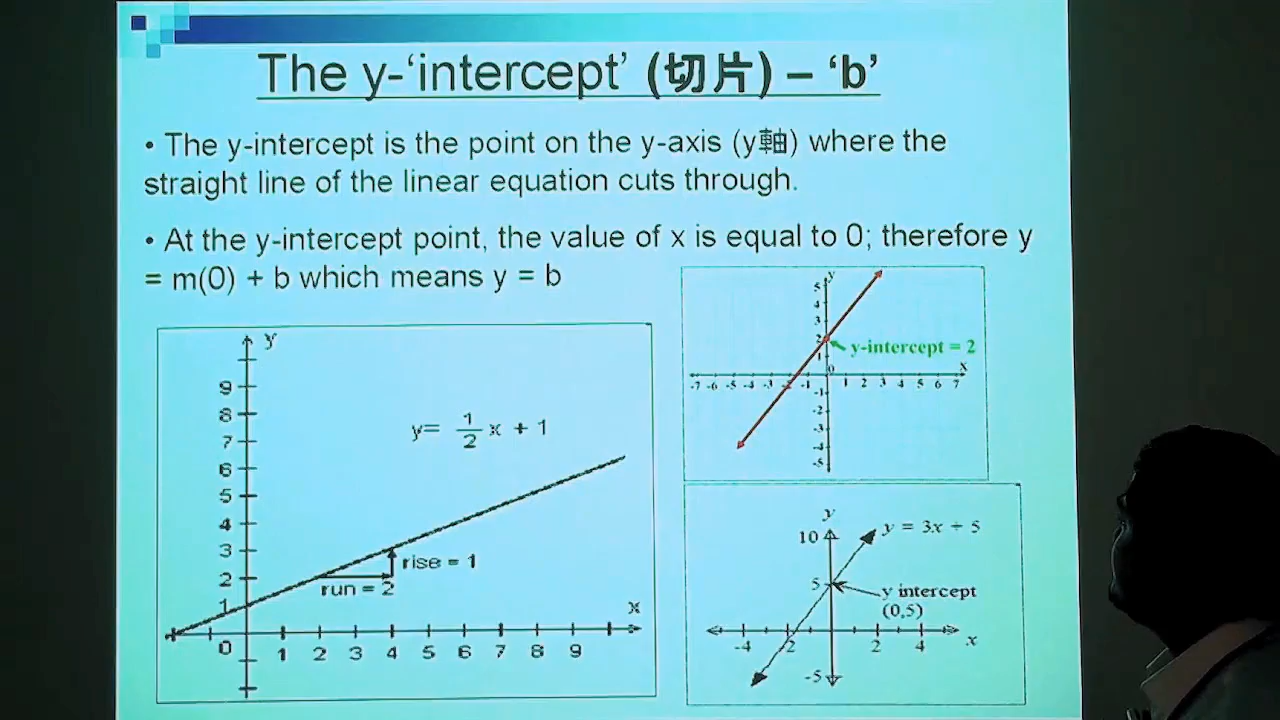 The y-‘intercept’ (切片) – ‘b’
• The y-intercept is the point on the y-axis (y軸) where the
straight line of the linear equation cuts through.
• At the y-intercept point, the value of x is equal to 0; therefore y
= m(0) + b which means y = b
y
9
8
7
6
5
4
3
2
1
0
y= 1/2 x + 1
rise = 1
run = 2
x
1 2 3 4 5 6 7 8 9
y
5
4
3
2
1
0
y-intercept = 2
x
-7 -6 -5 -4 -3 -2 -1 1 2 3 4 5 6 7
-1
-2
-3
-4
-5
y
10
y = 3x + 5
5
y intercept
(0,5)
-4 -2 2 4 x
-5